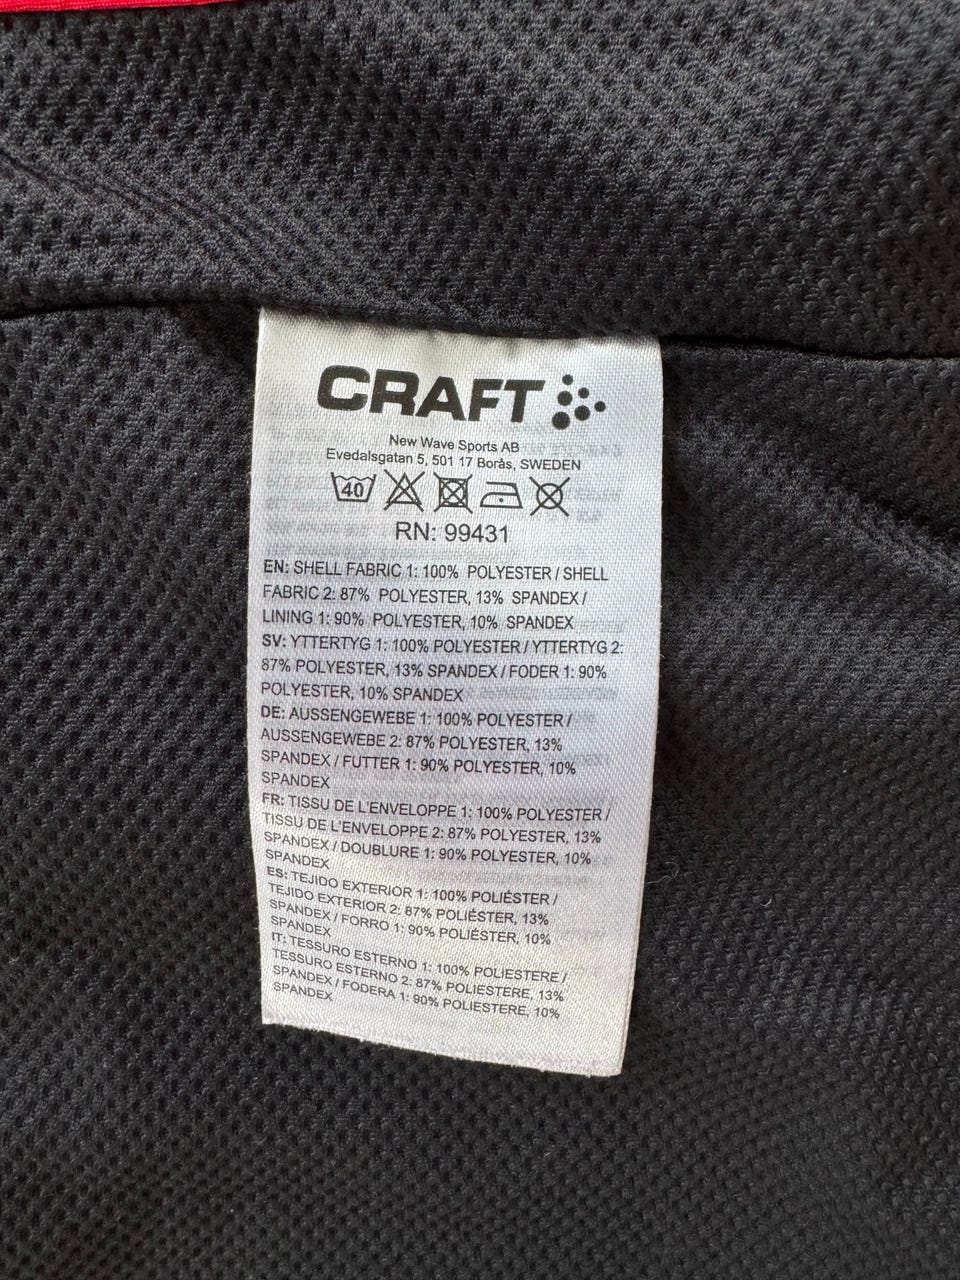 CRAFT
New Wave Sports AB
Evedalsgatan 5, 501 17 Borås, SWEDEN
40
RN: 99431
EN: SHELL FABRIC 1: 100% POLYESTER / SHELL
FABRIC 2: 87% POLYESTER, 13% SPANDEX /
LINING 1: 90% POLYESTER, 10% SPANDEX
SV: YTTERTYG 1: 100% POLYESTER / YTTERTYG 2:
87% POLYESTER, 13% SPANDEX / FODER 1: 90%
POLYESTER, 10% SPANDEX
DE: AUSSENGEWEBE 1: 100% POLYESTER /
AUSSENGEWEBE 2: 87% POLYESTER, 13%
SPANDEX / FUTTER 1: 90% POLYESTER, 10%
SPANDEX
FR: TISSU DE L'ENVELOPPE 1: 100% POLYESTER /
TISSU DE L'ENVELOPPE 2: 87% POLYESTER, 13%
SPANDEX / DOUBLURE 1: 90% POLYESTER, 10%
SPANDEX
ES: TEJIDO EXTERIOR 1: 100% POLIÉSTER /
TEJIDO EXTERIOR 2: 87% POLIÉSTER, 13%
SPANDEX / FORRO 1: 90% POLIÉSTER, 10%
SPANDEX
IT: TESSURO ESTERNO 1: 100% POLIESTERE /
TESSURO ESTERNO 2: 87% POLIESTERE, 13%
SPANDEX / FODERA 1: 90% POLIESTERE, 10%
SPANDEX